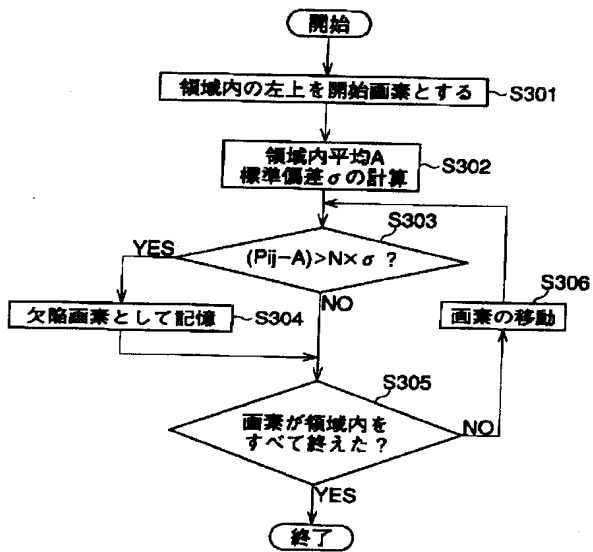 開始
領域内の左上を開始画素とする
S301
領域内平均A
標準偏差σの計算
S302
S303
YES
(Pij-A)>N×σ ?
NO
S306
欠陥画素として記憶
S304
画素の移動
S305
画素が領域内を
すべて終えた?
NO
YES
終了